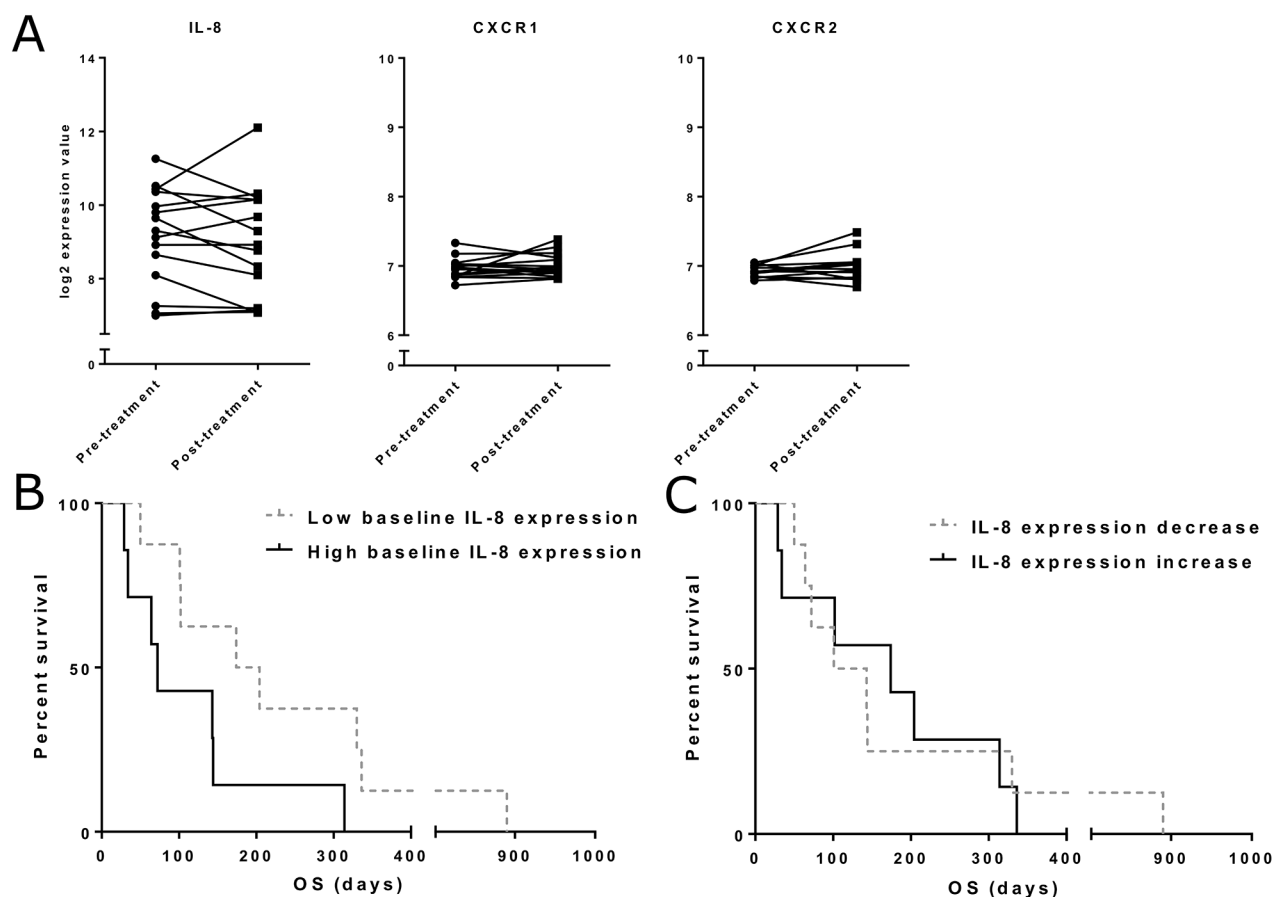 A
IL-8
CXCR1
CXCR2
log2 expression value
14
12
10
8
0
10
9
8
7
6
0
10
9
8
7
6
0
Pre-treatment
Post-treatment
Pre-treatment
Post-treatment
Pre-treatment
Post-treatment
B
Percent survival
100
50
0
Low baseline IL-8 expression
High baseline IL-8 expression
0 100 200 300 400 900 1000
OS (days)
C
Percent survival
100
50
0
IL-8 expression decrease
IL-8 expression increase
0 100 200 300 400 900 1000
OS (days)